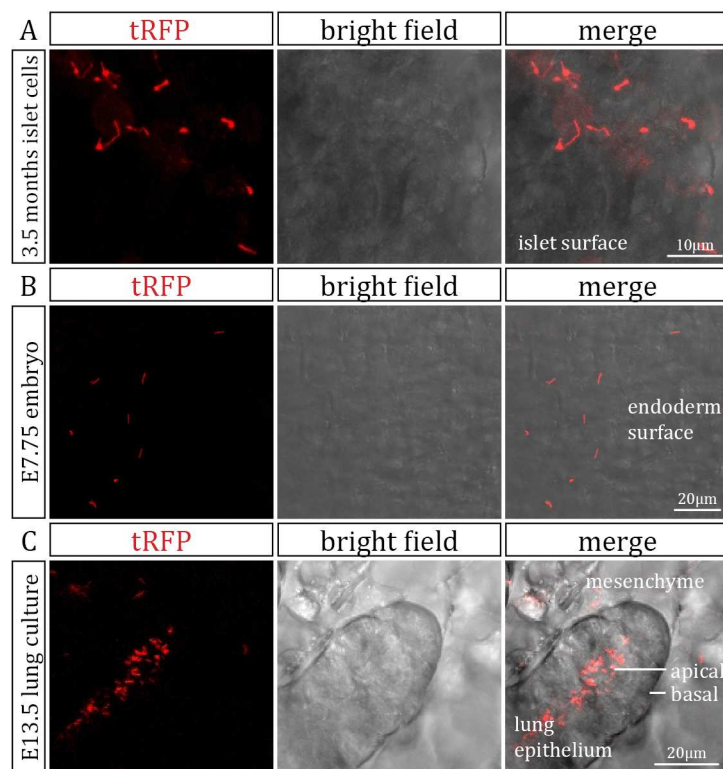 A
tRFP
bright field
merge
3.5 months islet cells
islet surface
10μm
B
tRFP
bright field
merge
E7.75 embryo
endoderm
surface
20μm
C
tRFP
bright field
merge
E13.5 lung culture
mesenchyme
apical
basal
lung
epithelium
20μm